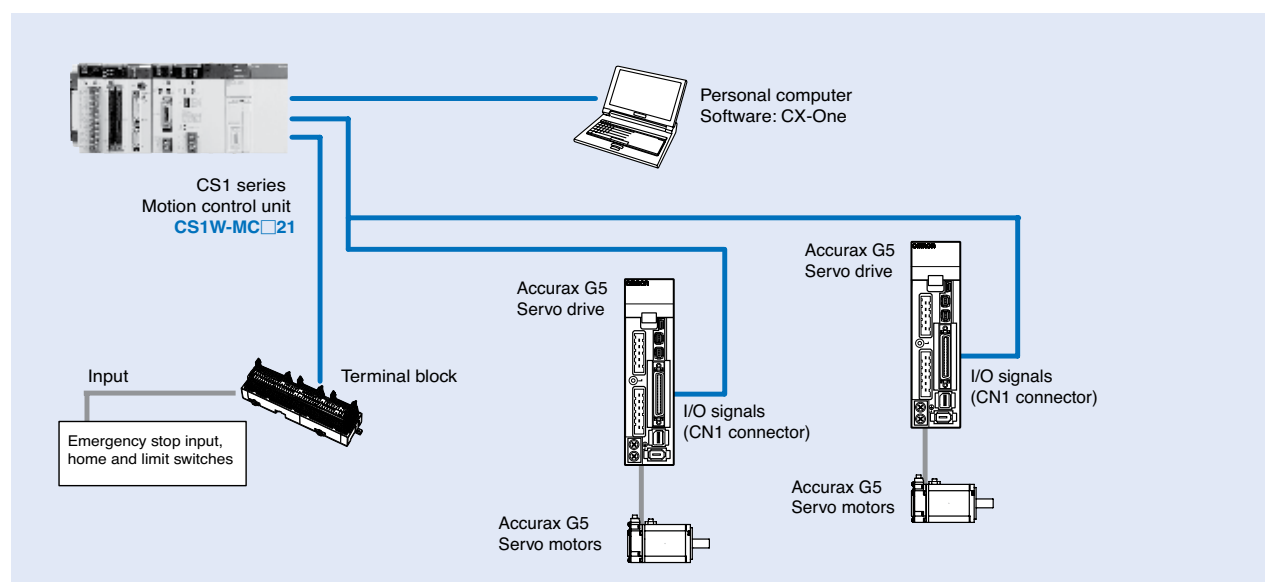 Personal computer
Software: CX-One
CS1 series
Motion control unit
CS1W-MC□21
Accurax G5
Servo drive
Accurax G5
Servo drive
Input
Terminal block
I/O signals
(CN1 connector)
I/O signals
(CN1 connector)
Emergency stop input,
home and limit switches
Accurax G5
Servo motors
Accurax G5
Servo motors